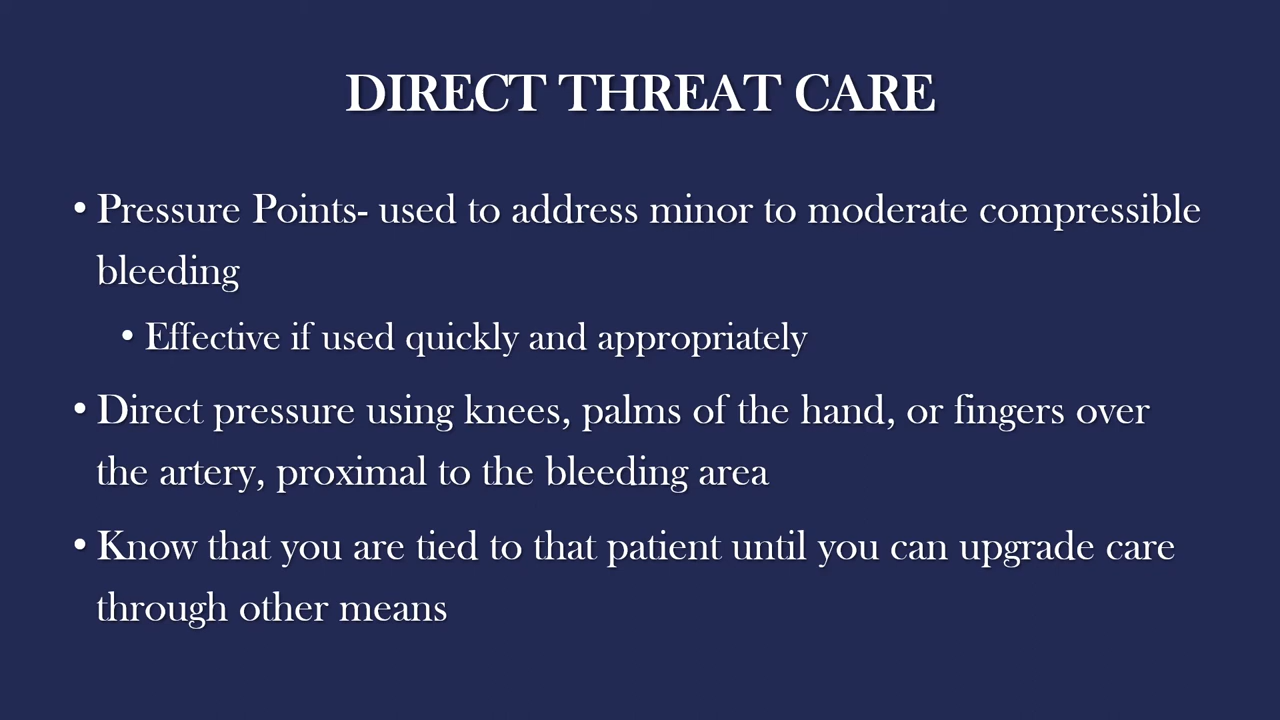 DIRECT THREAT CARE
• Pressure Points- used to address minor to moderate compressible
bleeding
• Effective if used quickly and appropriately
• Direct pressure using knees, palms of the hand, or fingers over
the artery, proximal to the bleeding area
• Know that you are tied to that patient until you can upgrade care
through other means